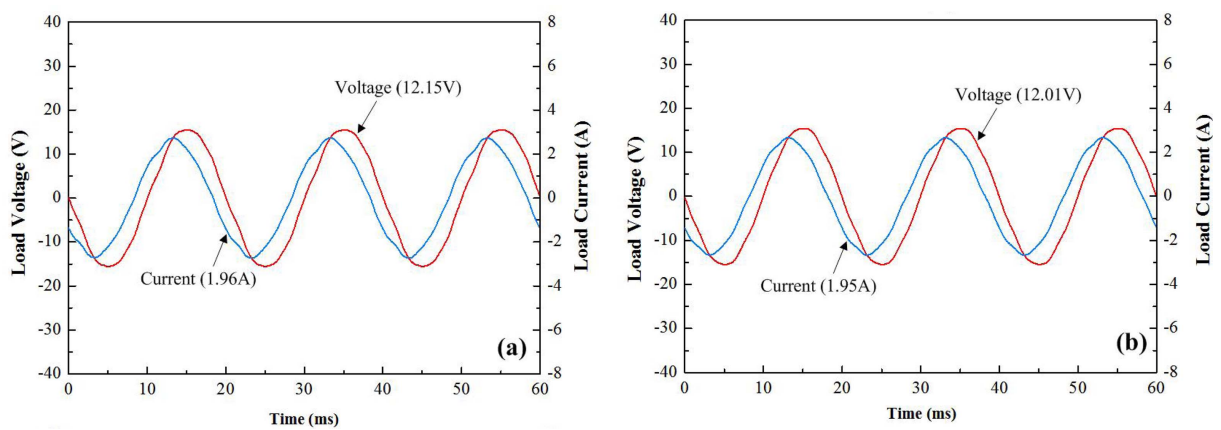 40
30
20
10
0
-10
-20
-30
-40
Load Voltage (V)
8
6
4
2
0
-2
-4
-6
-8
Load Current (A)
Voltage (12.15V)
Current (1.96A)
(a)
0 10 20 30 40 50 60
Time (ms)
40
30
20
10
0
-10
-20
-30
-40
Load Voltage (V)
8
6
4
2
0
-2
-4
-6
-8
Load Current (A)
Voltage (12.01V)
Current (1.95A)
(b)
0 10 20 30 40 50 60
Time (ms)